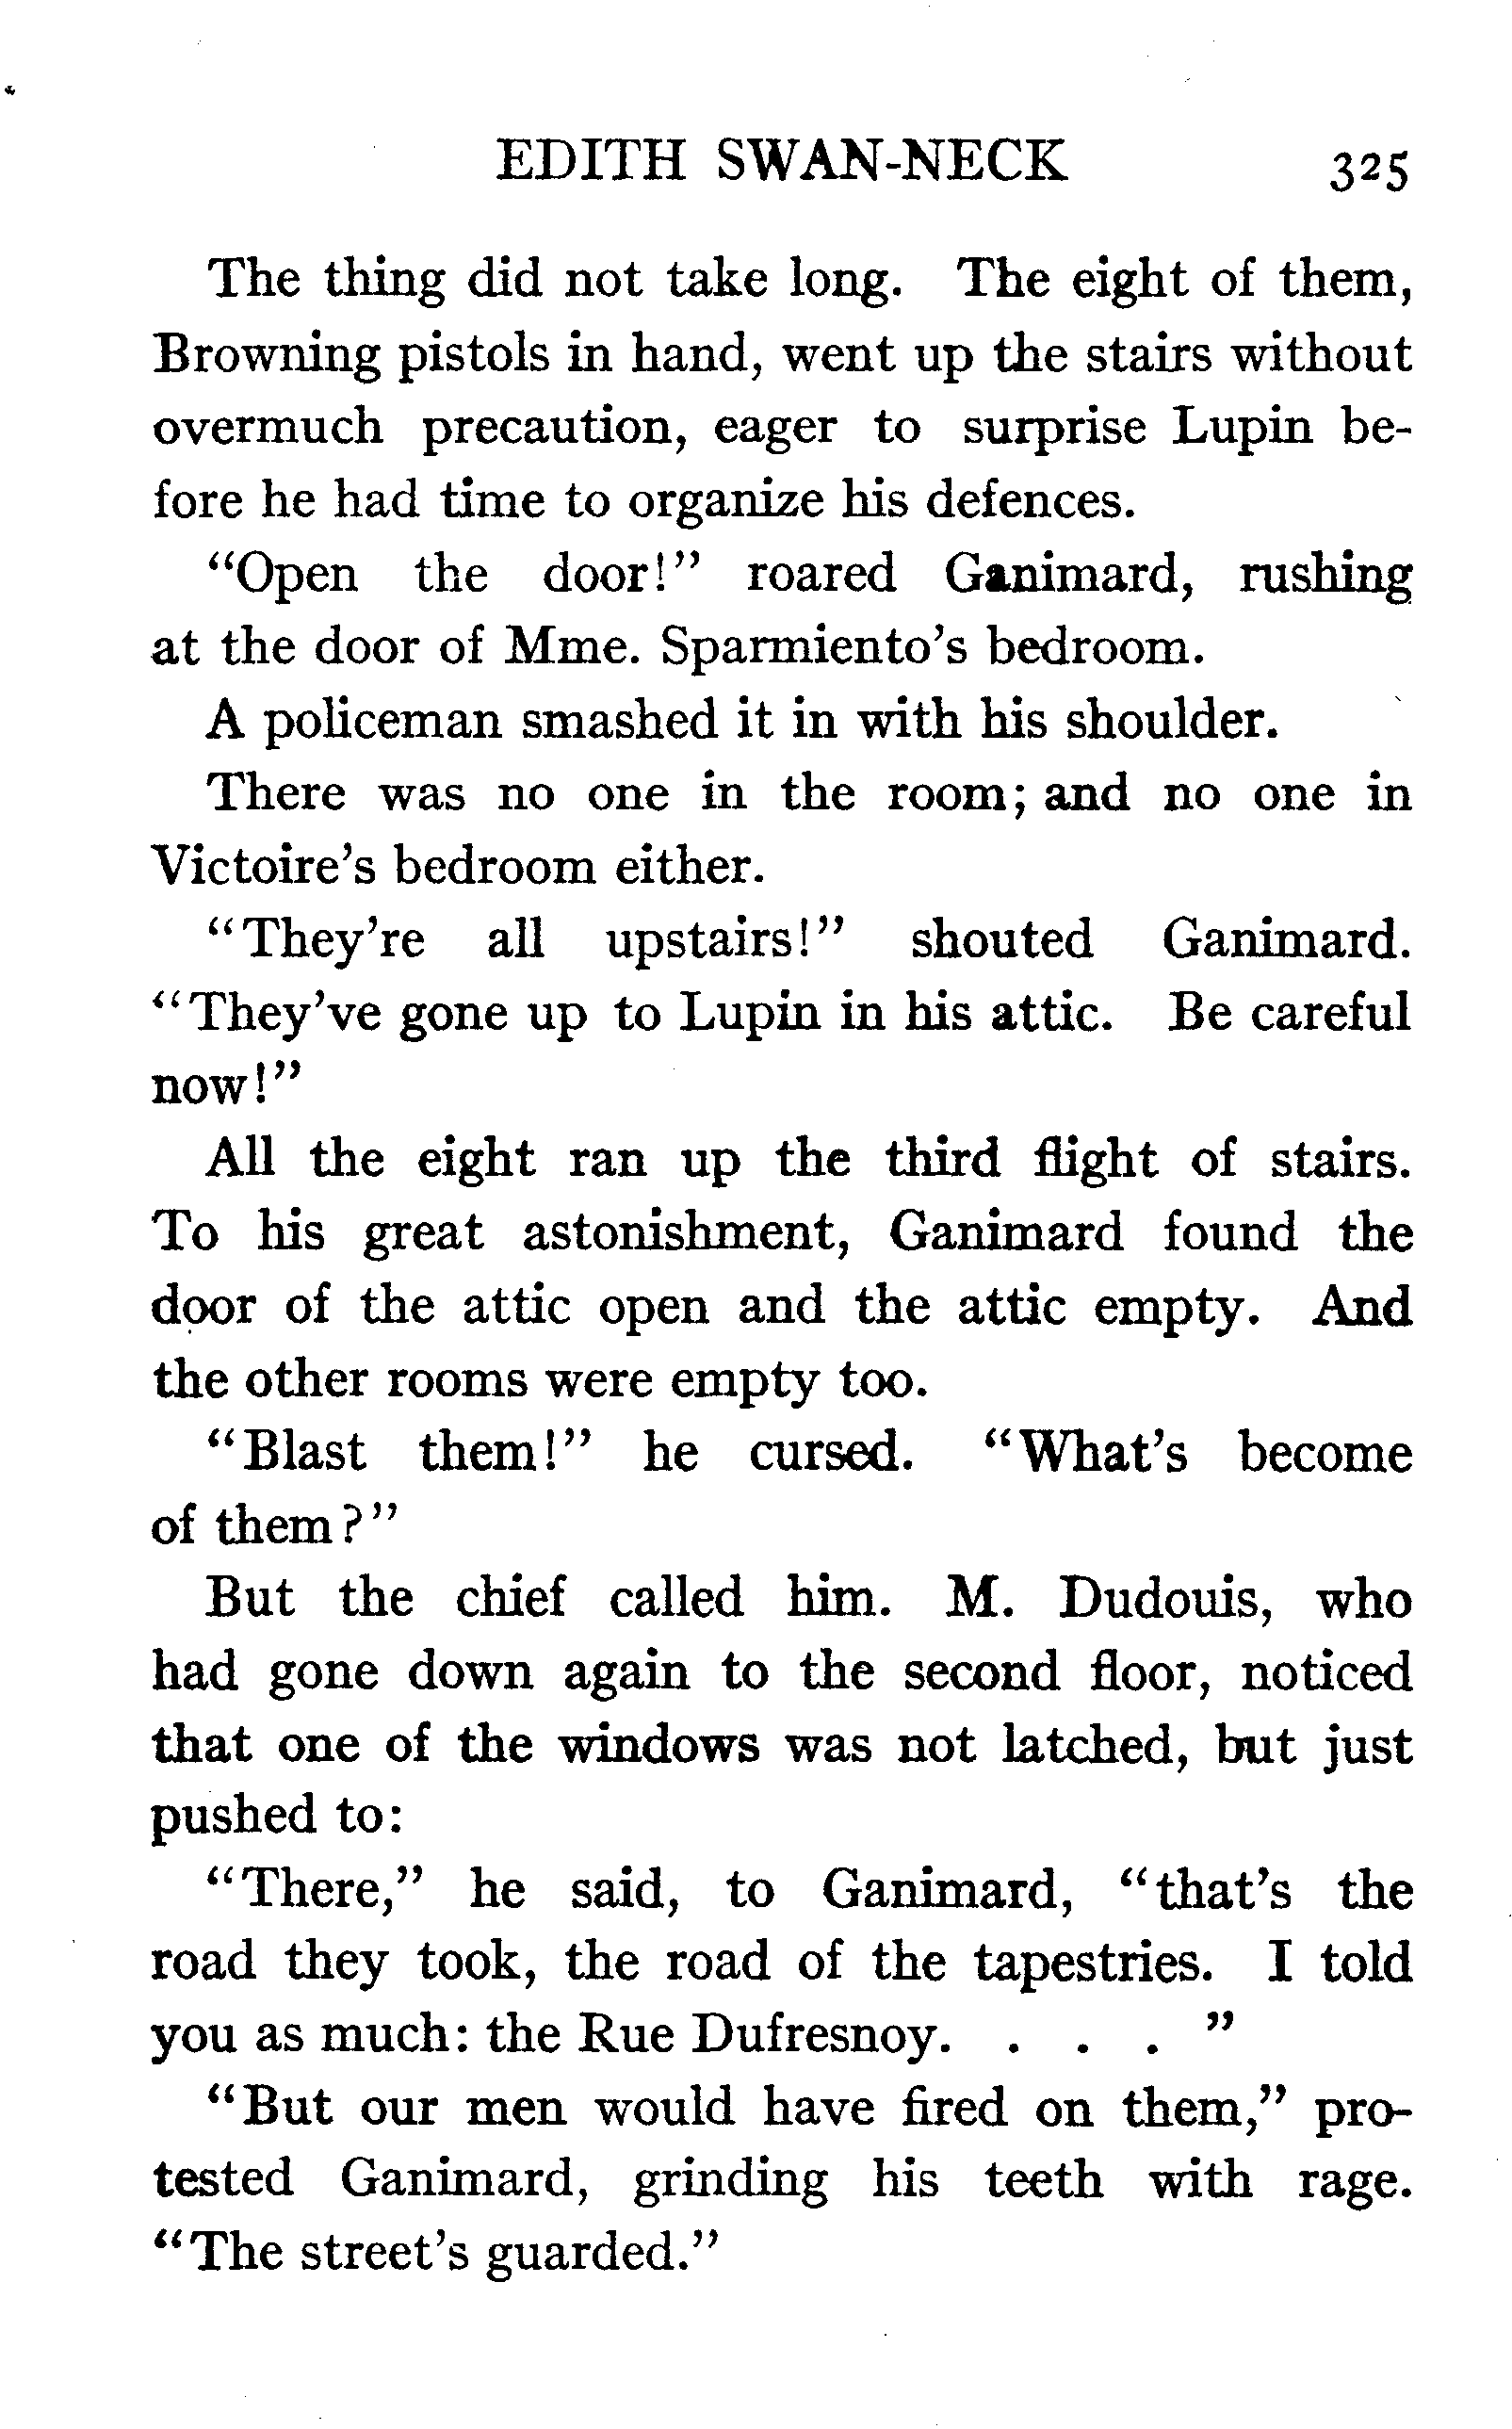 EDITH SWAN-NECK 325
The thing did not take long. The eight of them,
Browning pistols in hand, went up the stairs without
overmuch precaution, eager to surprise Lupin be-
fore he had time to organize his defences.
"Open the door!" roared Ganimard, rushing
at the door of Mme. Sparmiento's bedroom.
A policeman smashed it in with his shoulder.
There was no one in the room; and no one in
Victoire's bedroom either.
"They're all upstairs!" shouted Ganimard.
"They've gone up to Lupin in his attic. Be careful
now!"
All the eight ran up the third flight of stairs.
To his great astonishment, Ganimard found the
door of the attic open and the attic empty. And
the other rooms were empty too.
"Blast them!" he cursed. "What's become
of them?"
But the chief called him. M. Dudouis, who
had gone down again to the second floor, noticed
that one of the windows was not latched, but just
pushed to:
"There," he said, to Ganimard, "that's the
road they took, the road of the tapestries. I told
you as much: the Rue Dufresnoy. . . . "
"But our men would have fired on them," pro-
tested Ganimard, grinding his teeth with rage.
"The street's guarded."